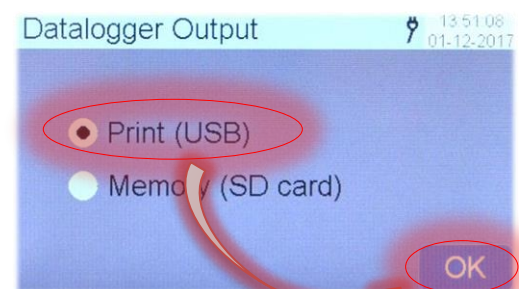 Datalogger Output
13:51:08
01-12-2017
Print (USB)
Memory (SD card)
OK